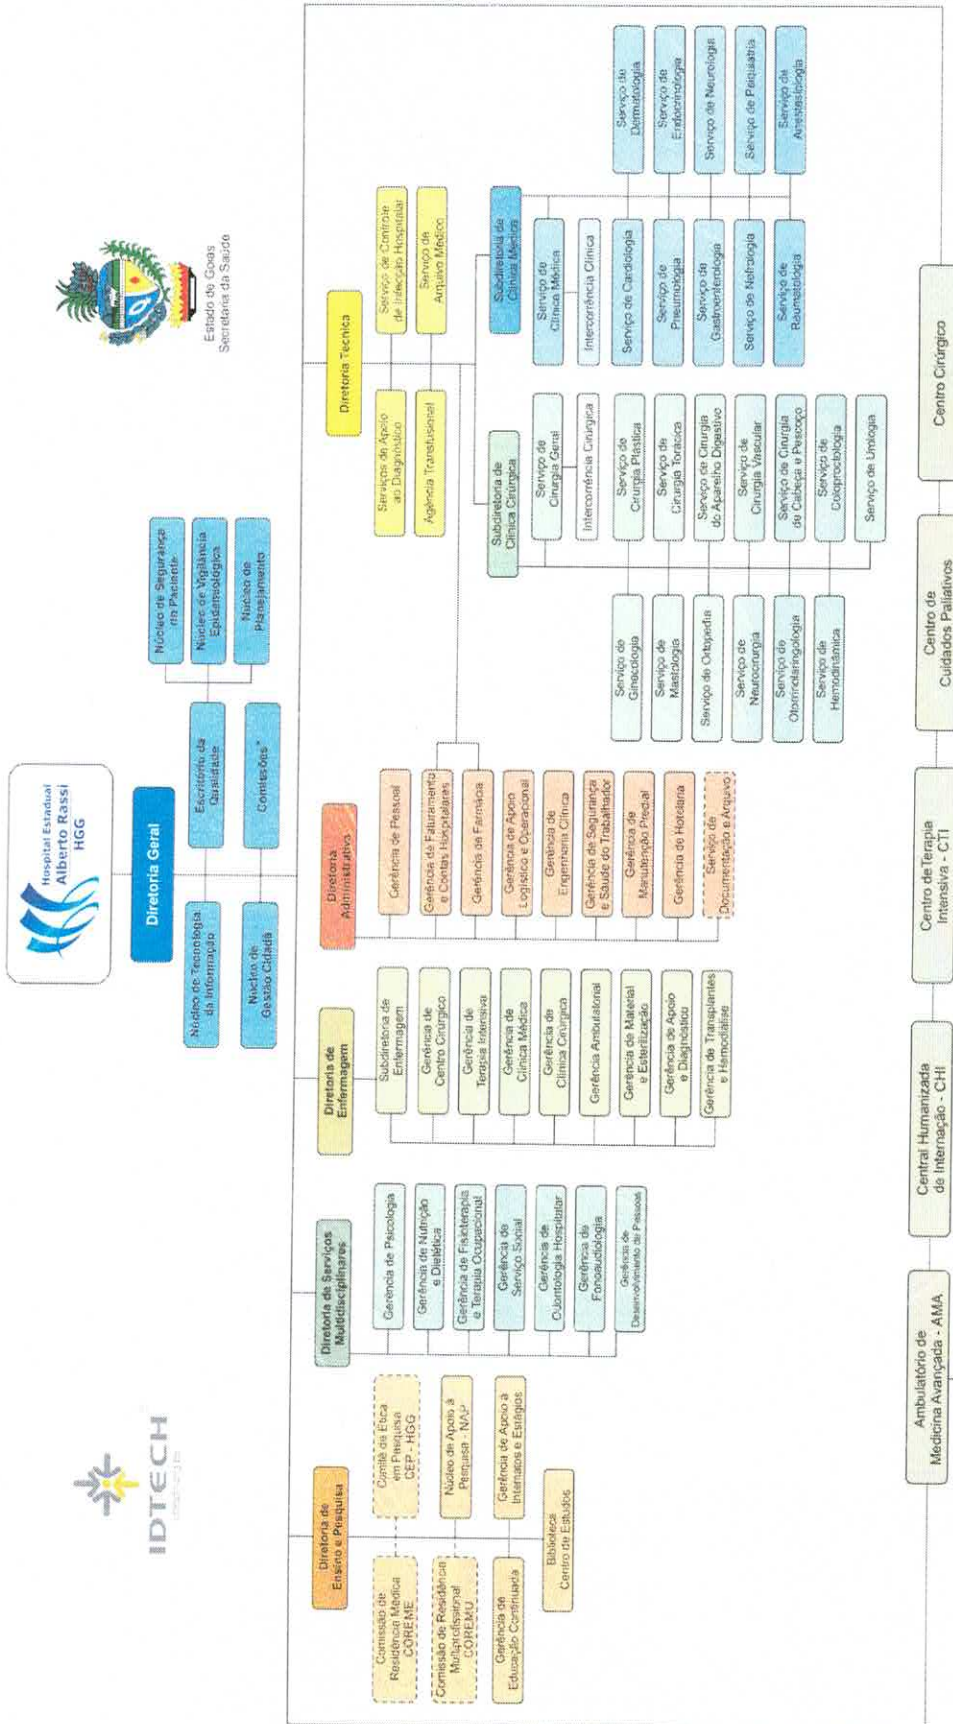 IDTECH
Hospital Estadual
Alberto Rassi
HGG
Estado de Goiás
Secretaria da Saúde
Diretoria Geral
Núcleo de Tecnologia
da Informação
Escritório da
Qualidade
Núcleo de
Gestão Cidadã
Comissões*
Núcleo de Segurança
no Paciente
Núcleo de Vigilância
Epidemiológica
Núcleo de
Planejamento
Diretoria de
Ensino e Pesquisa
Comissão de
Residência Médica
COREME
Comitê de Ética
em Pesquisa
CEP - HGG
Comissão de Residência
Multiprofissional
COREMU
Núcleo de Apoio à
Pesquisa - NAP
Gerência de
Educação Continuada
Gerência de Apoio a
Internatos e Estágios
Biblioteca
Centro de Estudos
Diretoria de Serviços
Multidisciplinares
Gerência de Psicologia
Gerência de Nutrição
e Dietética
Gerência de Fisioterapia
e Terapia Ocupacional
Gerência de
Serviço Social
Gerência de
Odontologia Hospitalar
Gerência de
Fonoaudiologia
Gerência de
Desenvolvimento de Pessoas
Diretoria de
Enfermagem
Subdiretoria de
Enfermagem
Gerência de
Centro Cirúrgico
Gerência de
Terapia Intensiva
Gerência de
Clínica Médica
Gerência de
Clínica Cirúrgica
Gerência Ambulatorial
Gerência de Material
e Esterilização
Gerência de Apoio
e Diagnóstico
Gerência de Transplantes
e Hemodiálise
Diretoria
Administrativa
Gerência de Pessoal
Gerência de Faturamento
e Contas Hospitalares
Gerência de Farmácia
Gerência de Apoio
Logístico e Operacional
Gerência de
Engenharia Clínica
Gerência de Segurança
e Saúde do Trabalhador
Gerência de
Manutenção Predial
Gerência de Hotelaria
Serviço de
Documentação e Arquivo
Diretoria Técnica
Serviços de Apoio
ao Diagnóstico
Serviço de Controle
de Infecção Hospitalar
Agência Transfusional
Serviço de
Arquivo Médico
Subdiretoria de
Clínica Cirúrgica
Serviço de
Cirurgia Geral
Intercorrência Cirúrgica
Serviço de
Ginecologia
Serviço de
Cirurgia Plástica
Serviço de
Mastologia
Serviço de
Cirurgia Torácica
Serviço de Ortopedia
Serviço de Cirurgia
do Aparelho Digestivo
Serviço de
Neurocirurgia
Serviço de
Cirurgia Vascular
Serviço de
Otorrinolaringologia
Serviço de Cirurgia
de Cabeça e Pescoço
Serviço de
Hemodinâmica
Serviço de
Coloproctologia
Serviço de Urologia
Subdiretoria de
Clínica Médica
Serviço de
Clínica Médica
Intercorrência Clínica
Serviço de Cardiologia
Serviço de
Dermatologia
Serviço de
Pneumologia
Serviço de
Endocrinologia
Serviço de
Gastroenterologia
Serviço de Neurologia
Serviço de Nefrologia
Serviço de Psiquiatria
Serviço de
Reumatologia
Serviço de
Anestesiologia
Ambulatório de
Medicina Avançada - AMA
Central Humanizada
de Internação - CHI
Centro de Terapia
Intensiva - CTI
Centro de
Cuidados Paliativos
Centro Cirúrgico